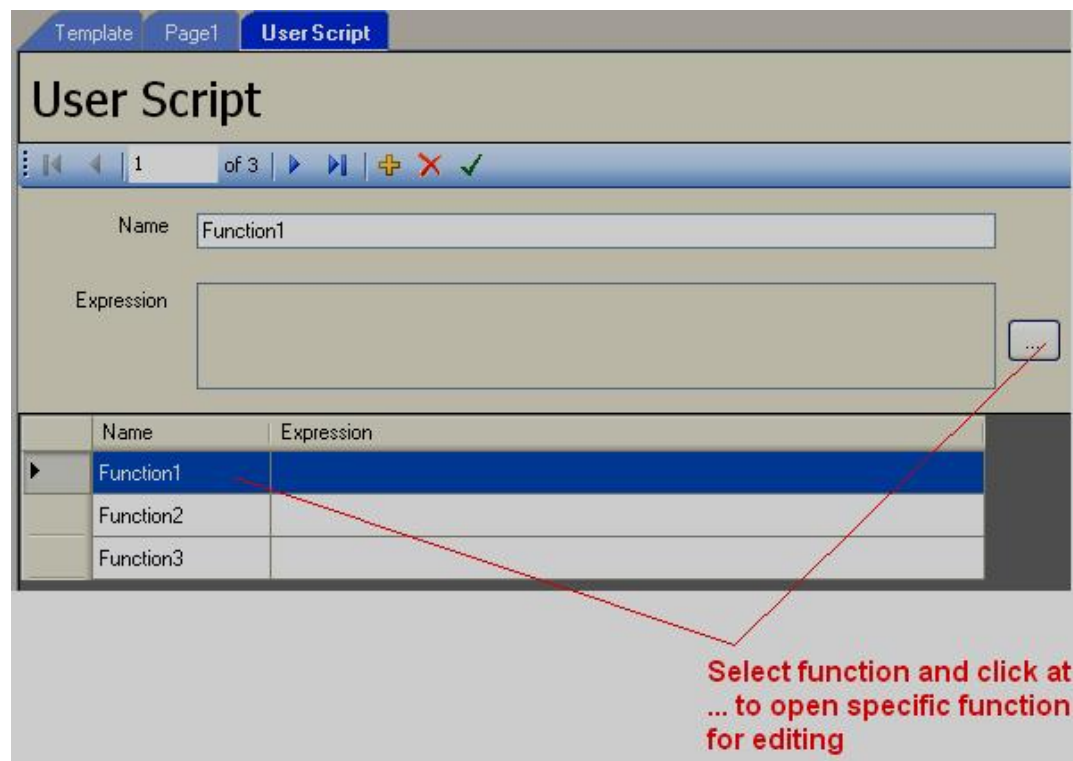 Template Page1 User Script
User Script
1 of 3
Name Function1
Expression
...
Name Expression
Function1
Function2
Function3
Select function and click at
... to open specific function
for editing